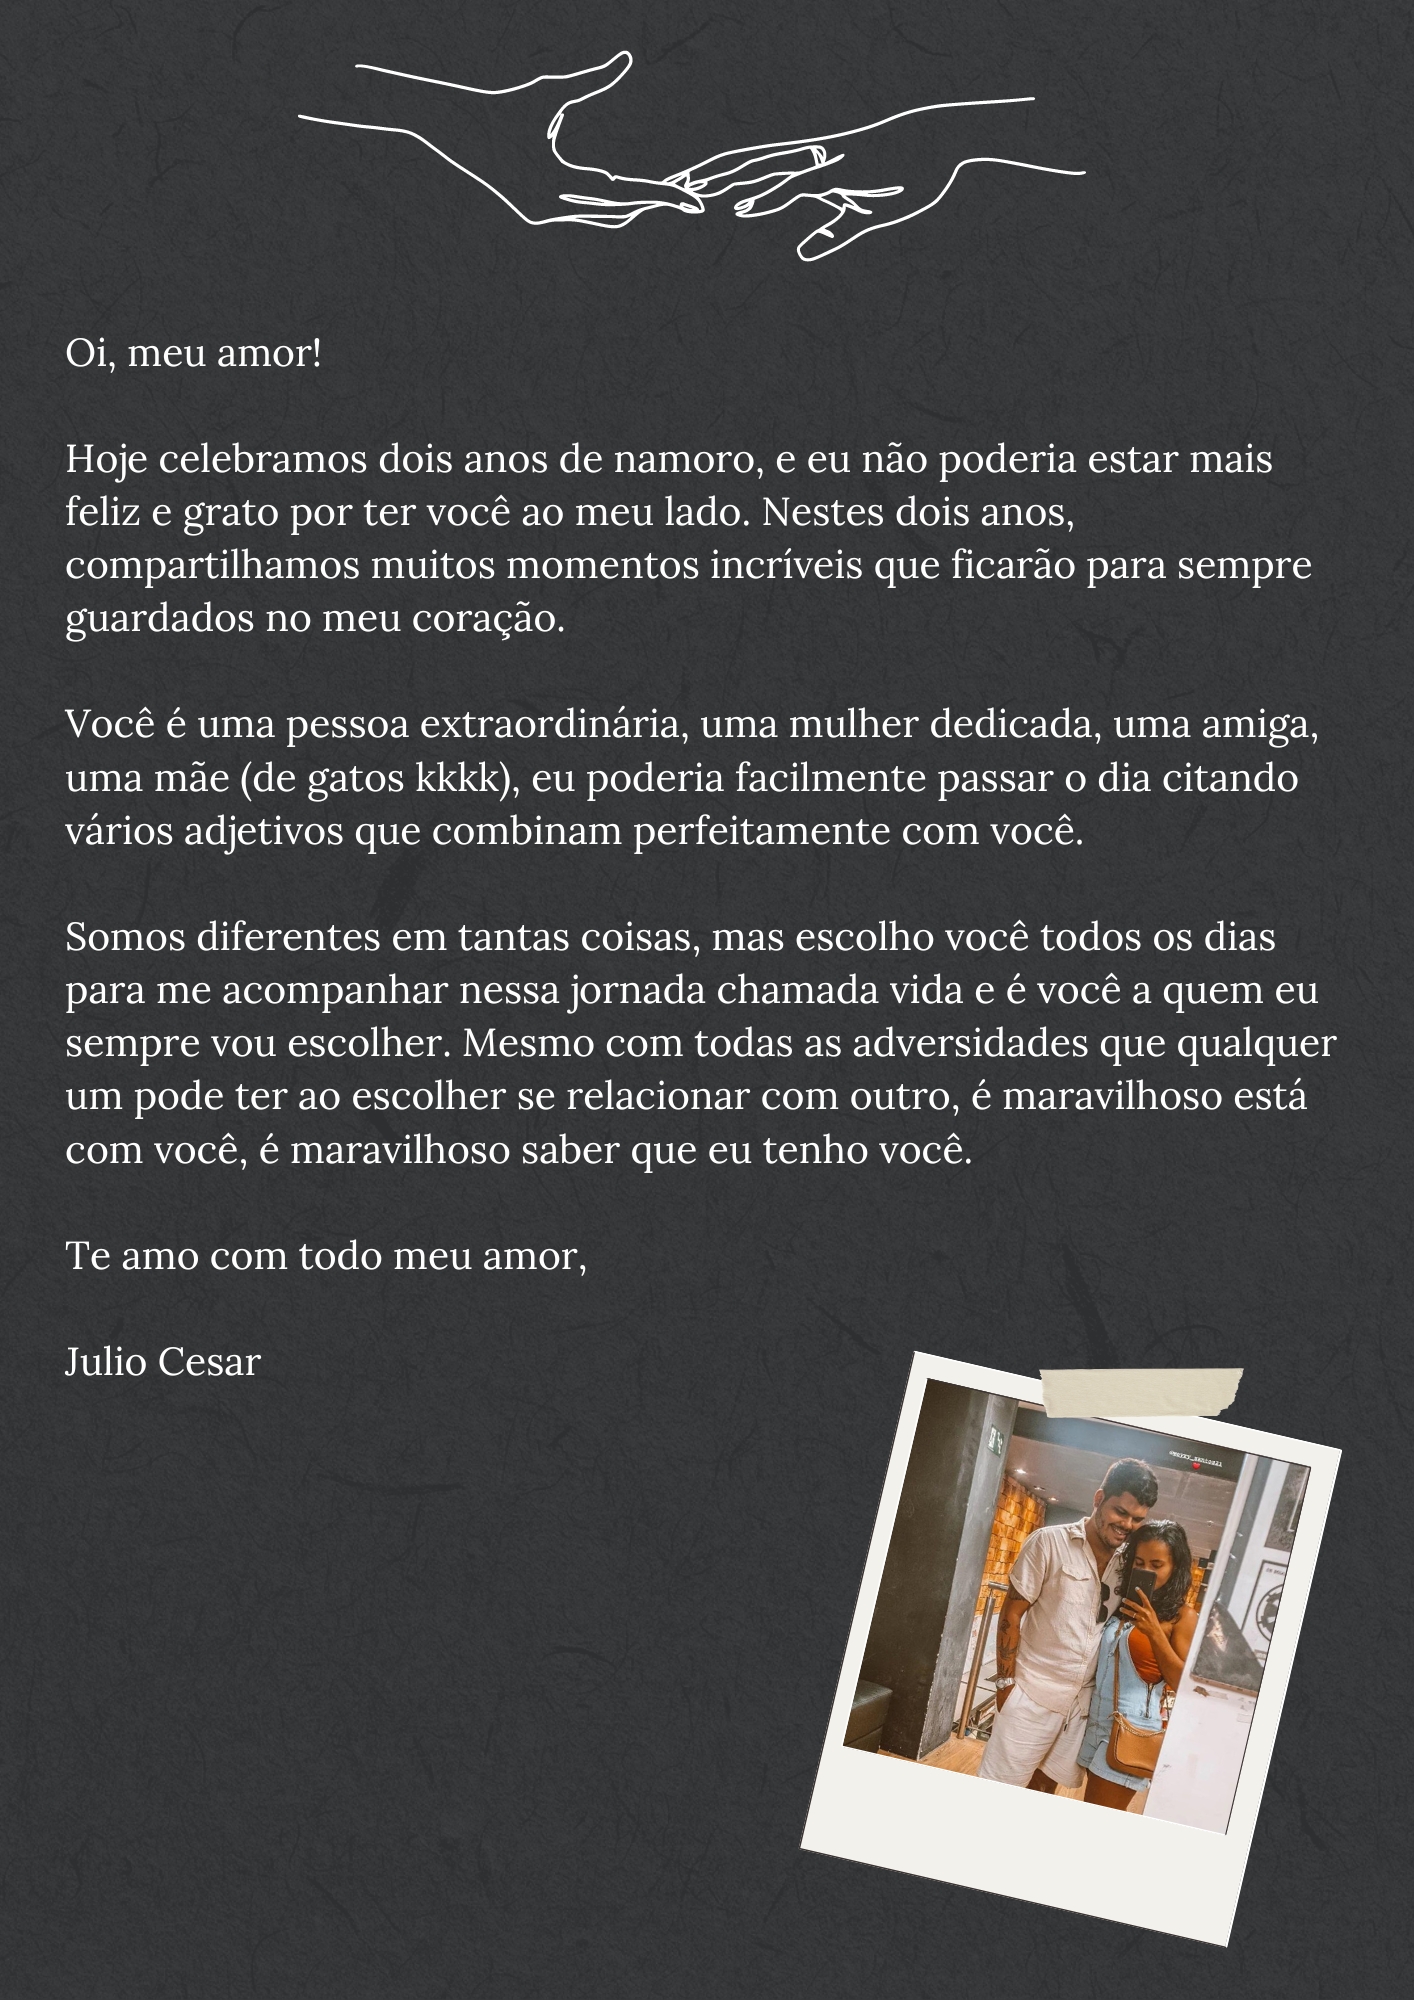 Oi, meu amor!
Hoje celebramos dois anos de namoro, e eu não poderia estar mais
feliz e grato por ter você ao meu lado. Nestes dois anos,
compartilhamos muitos momentos incríveis que ficarão para sempre
guardados no meu coração.
Você é uma pessoa extraordinária, uma mulher dedicada, uma amiga,
uma mãe (de gatos kkkk), eu poderia facilmente passar o dia citando
vários adjetivos que combinam perfeitamente com você.
Somos diferentes em tantas coisas, mas escolho você todos os dias
para me acompanhar nessa jornada chamada vida e é você a quem eu
sempre vou escolher. Mesmo com todas as adversidades que qualquer
um pode ter ao escolher se relacionar com outro, é maravilhoso está
com você, é maravilhoso saber que eu tenho você.
Te amo com todo meu amor,
Julio Cesar